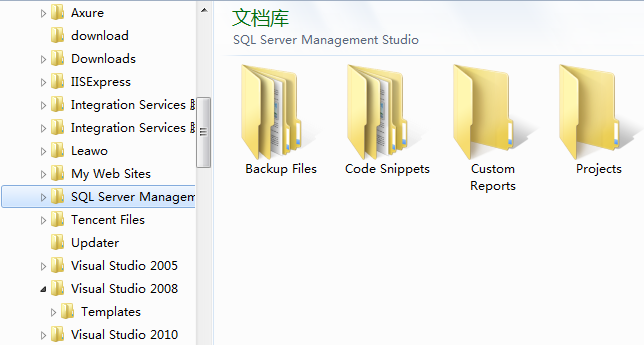 Axure
download
Downloads
IISExpress
Integration Services
Integration Services
Leawo
My Web Sites
SQL Server Managem
Tencent Files
Updater
Visual Studio 2005
Visual Studio 2008
Templates
Visual Studio 2010
文档库
SQL Server Management Studio
Backup Files
Code Snippets
Custom
Reports
Projects